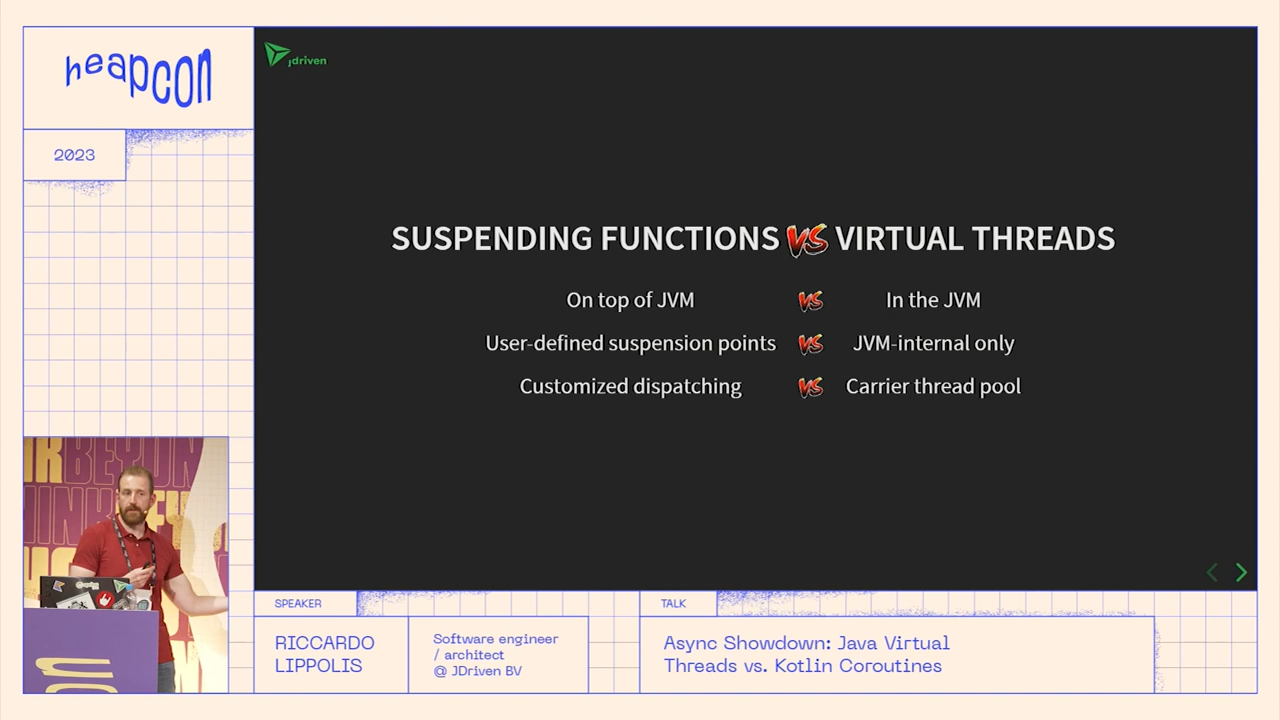 heapcon
2023
jdriven
SUSPENDING FUNCTIONS VS VIRTUAL THREADS
On top of JVM VS In the JVM
User-defined suspension points VS JVM-internal only
Customized dispatching VS Carrier thread pool
BEYON
SPEAKER
RICCARDO
LIPPOLIS
Software engineer
/ architect
@ JDriven BV
TALK
Async Showdown: Java Virtual
Threads vs. Kotlin Coroutines